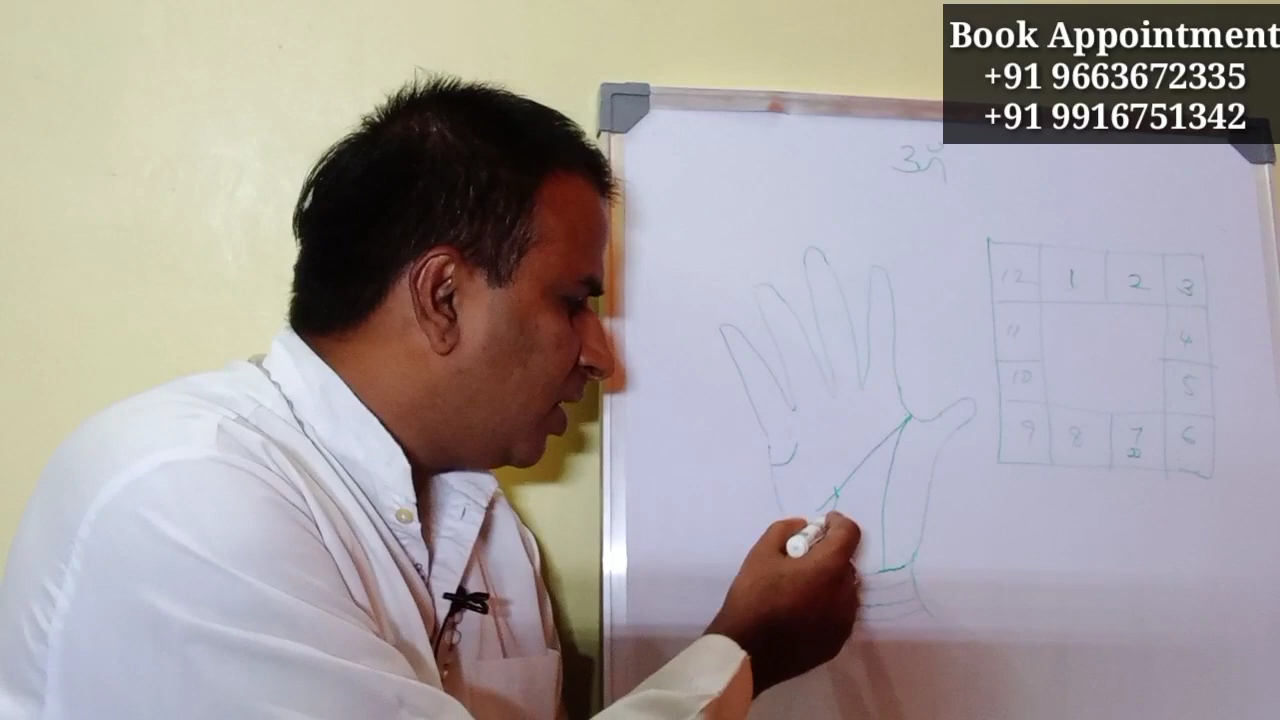 Book Appointment
+91 9663672335
+91 9916751342
ॐ
12 1 2 3
11 4
10 5
9 8 7 6